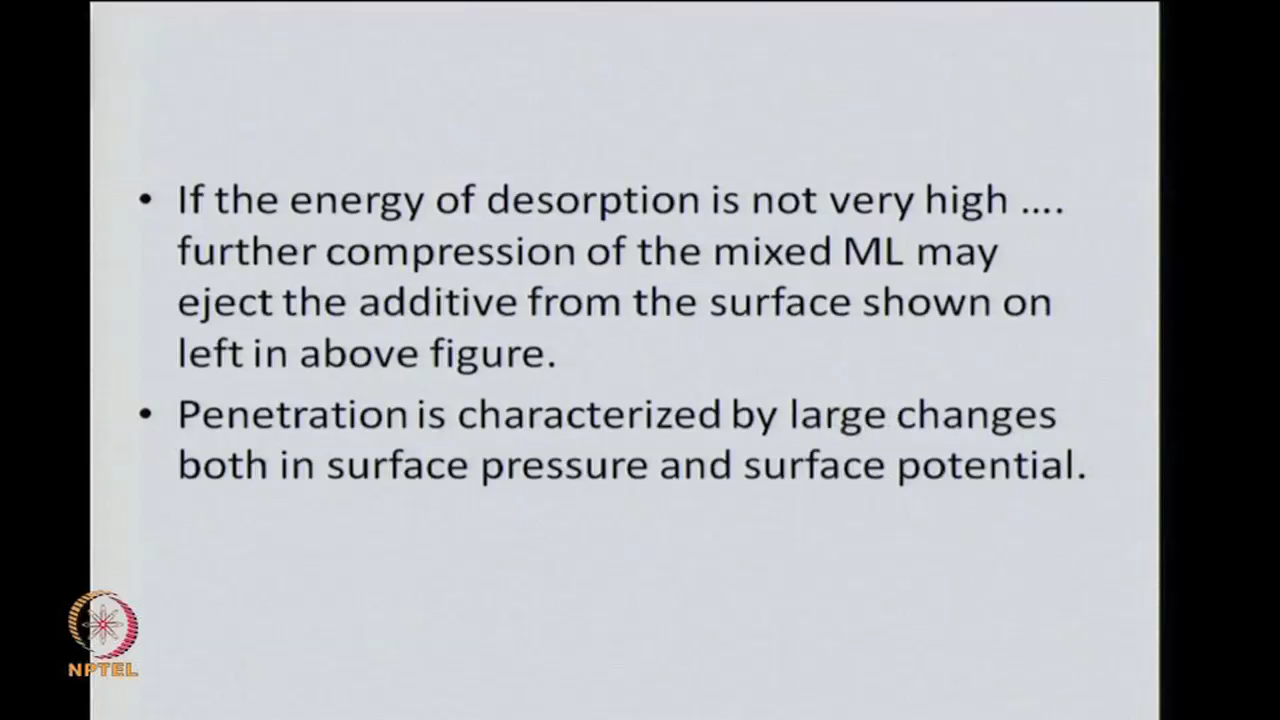 • If the energy of desorption is not very high ....
further compression of the mixed ML may
eject the additive from the surface shown on
left in above figure.
• Penetration is characterized by large changes
both in surface pressure and surface potential.
NPTEL